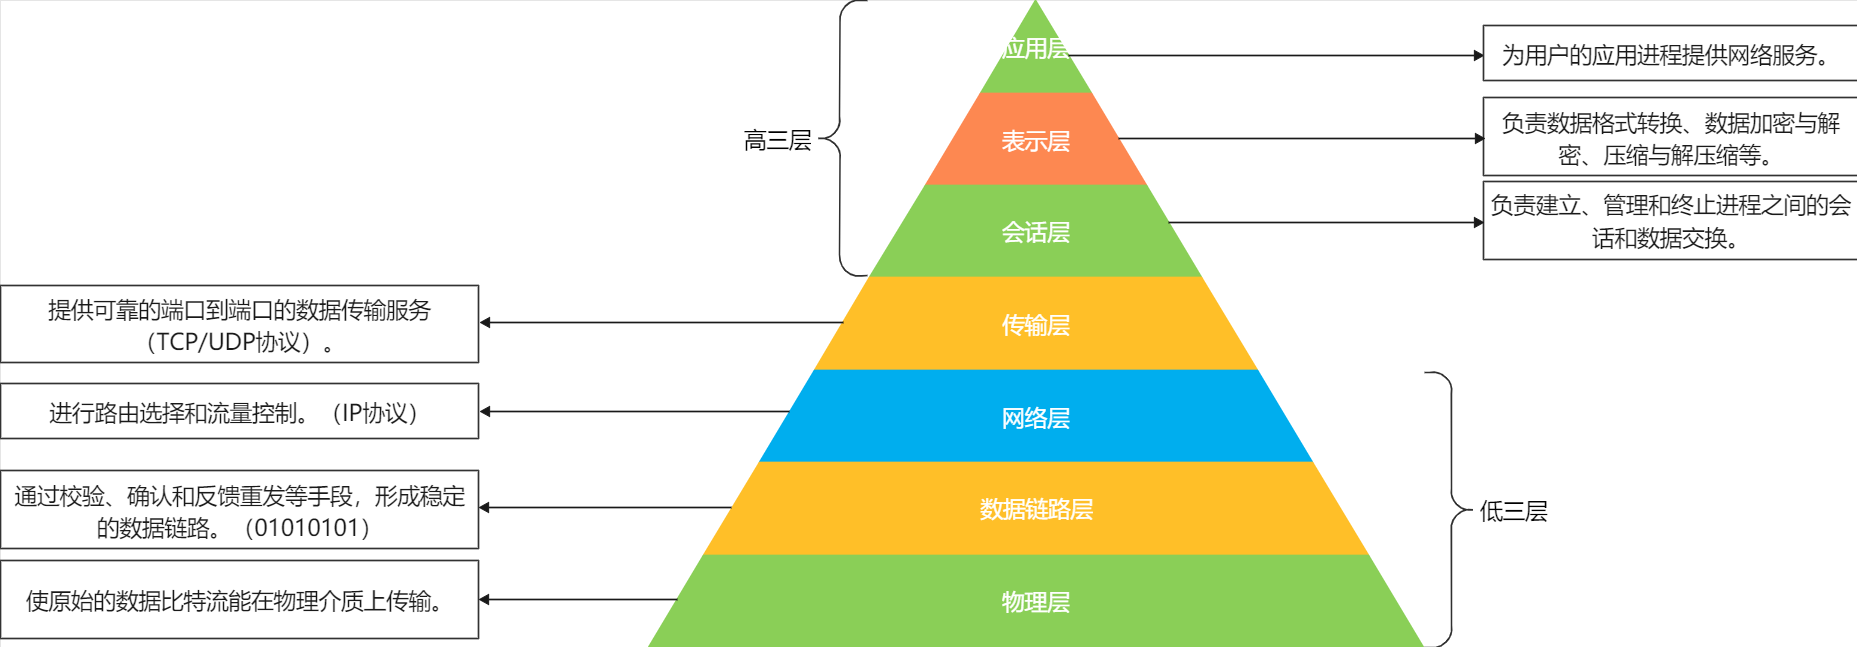 应用层
为用户的应用进程提供网络服务。
高三层
表示层
负责数据格式转换、数据加密与解
密、压缩与解压缩等。
会话层
负责建立、管理和终止进程之间的会
话和数据交换。
提供可靠的端口到端口的数据传输服务
（TCP/UDP协议）。
传输层
进行路由选择和流量控制。（IP协议）
网络层
通过校验、确认和反馈重发等手段，形成稳定
的数据链路。（01010101）
数据链路层
低三层
使原始的数据比特流能在物理介质上传输。
物理层